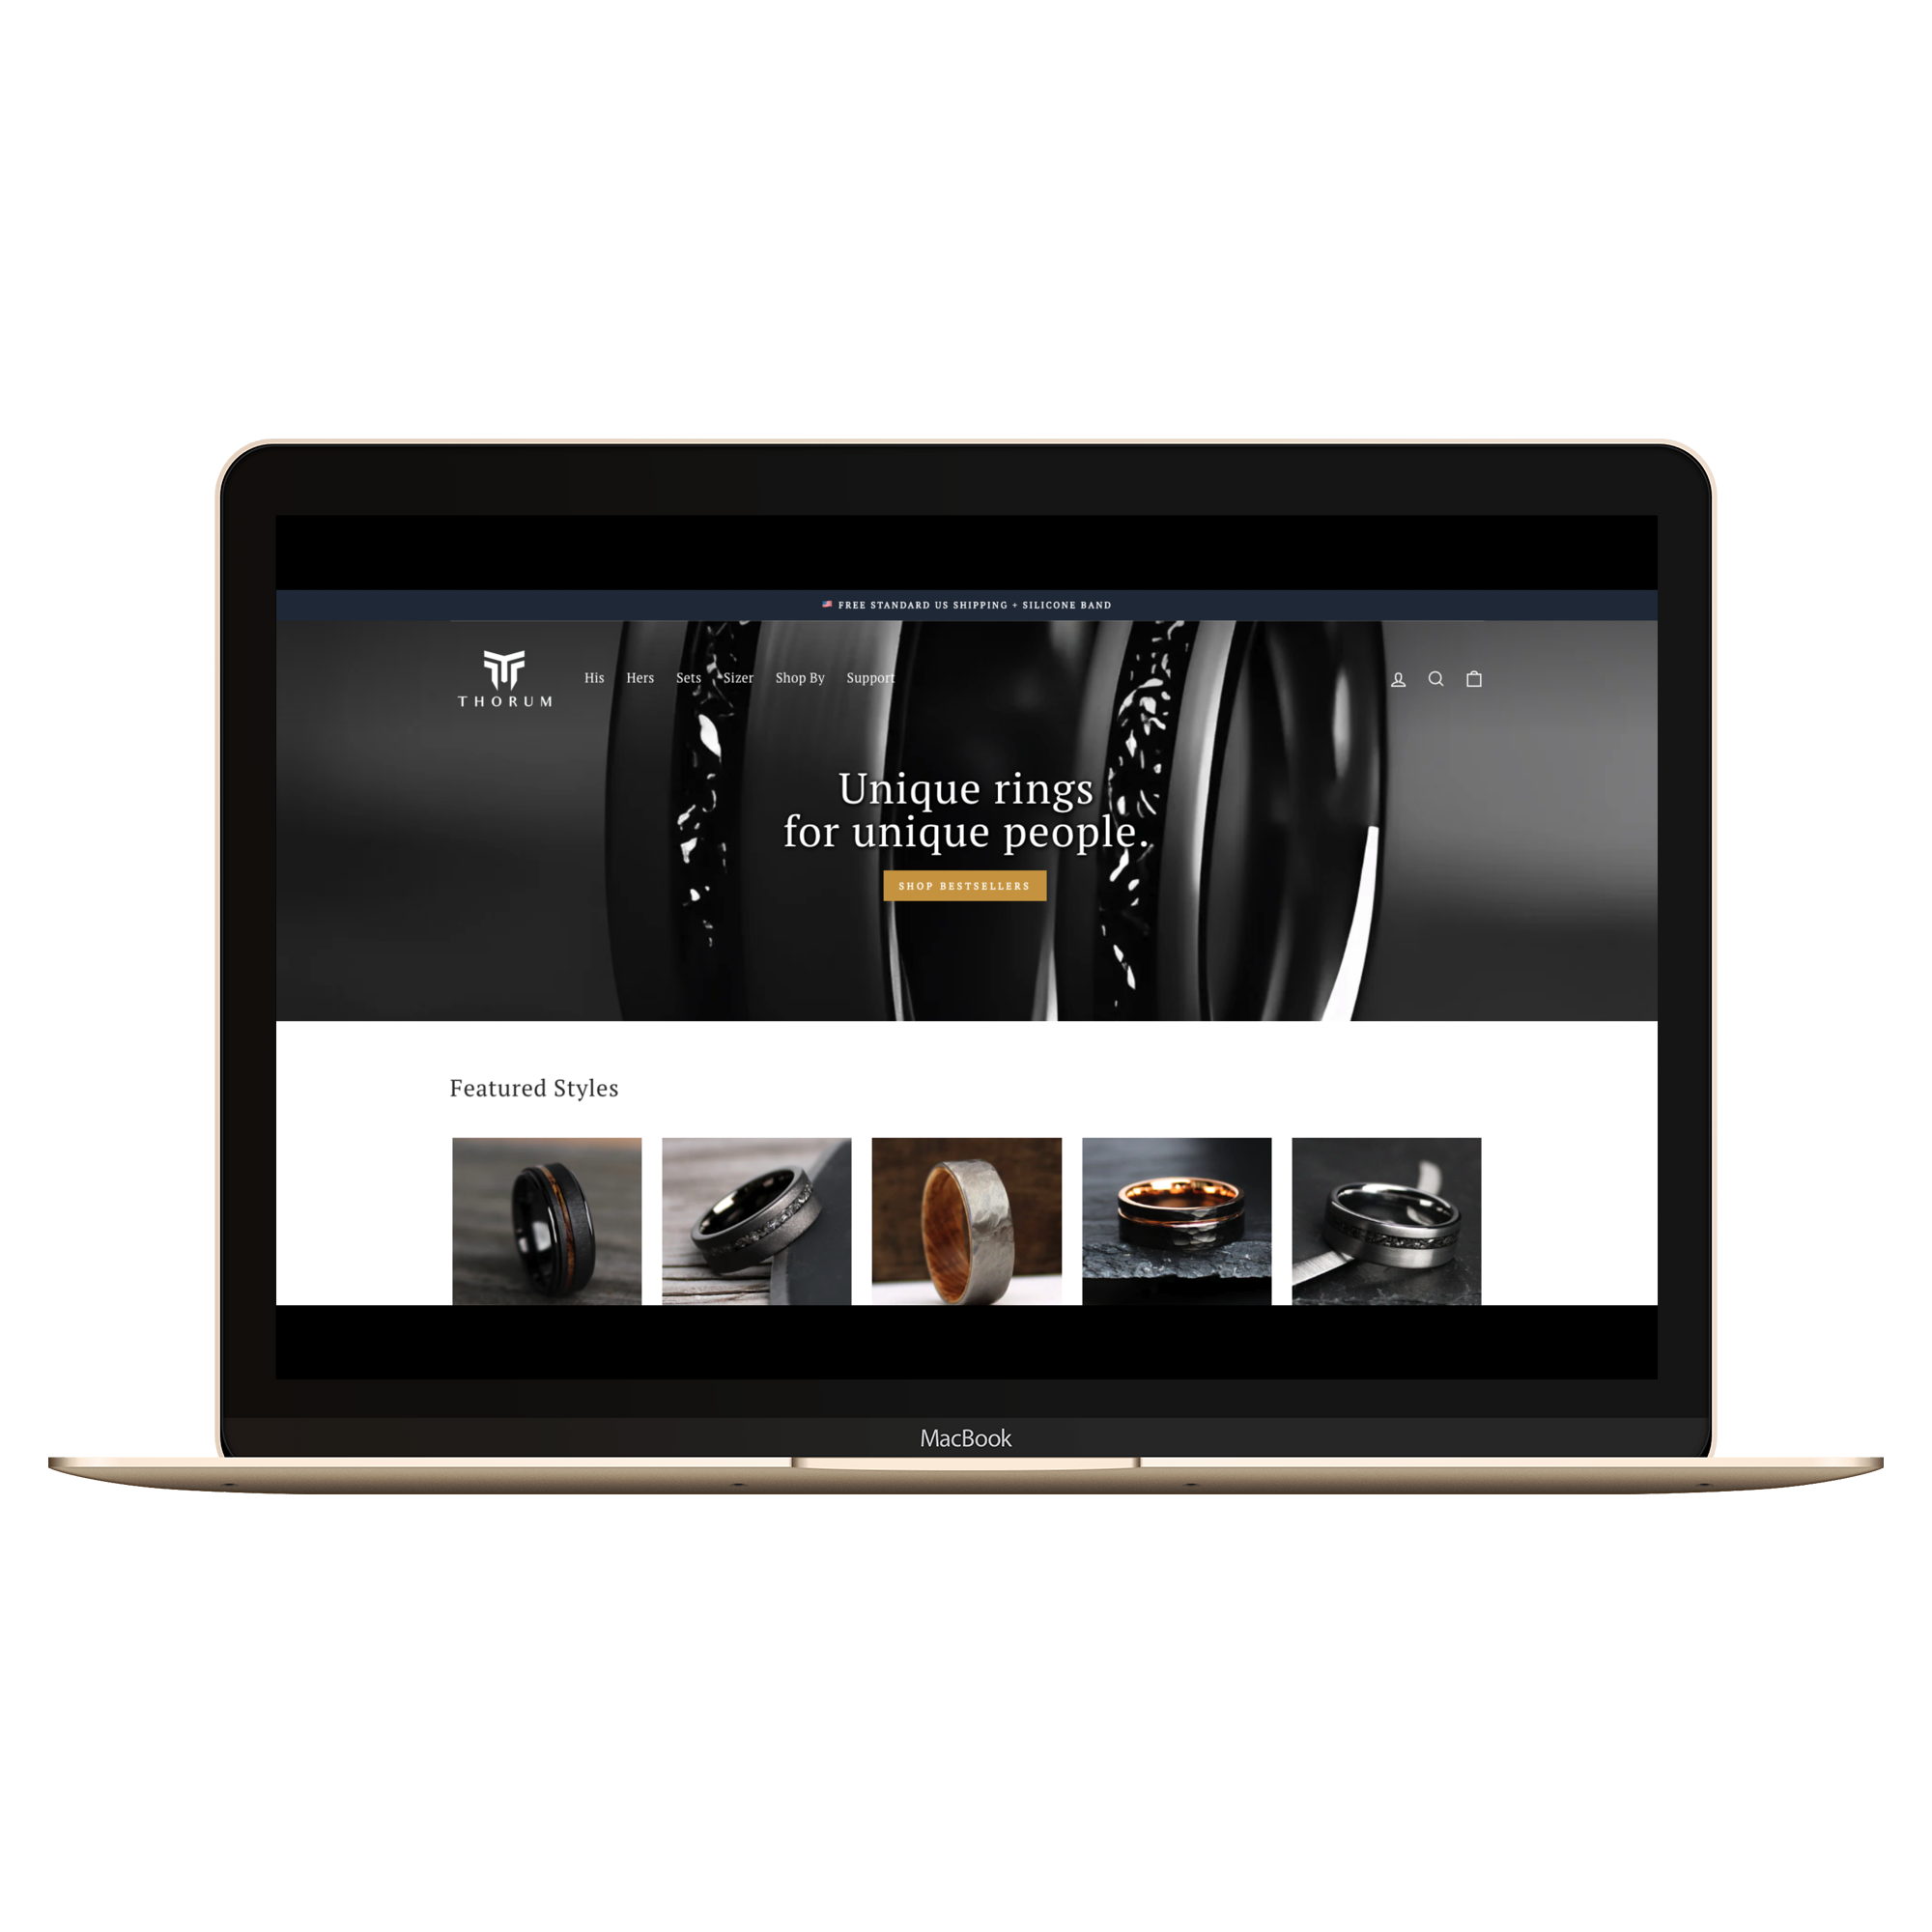 🇺🇸 FREE STANDARD US SHIPPING + SILICONE BAND
THORUM
His Hers Sets Sizer Shop By Support
Unique rings
for unique people.
SHOP BESTSELLERS
Featured Styles
MacBook